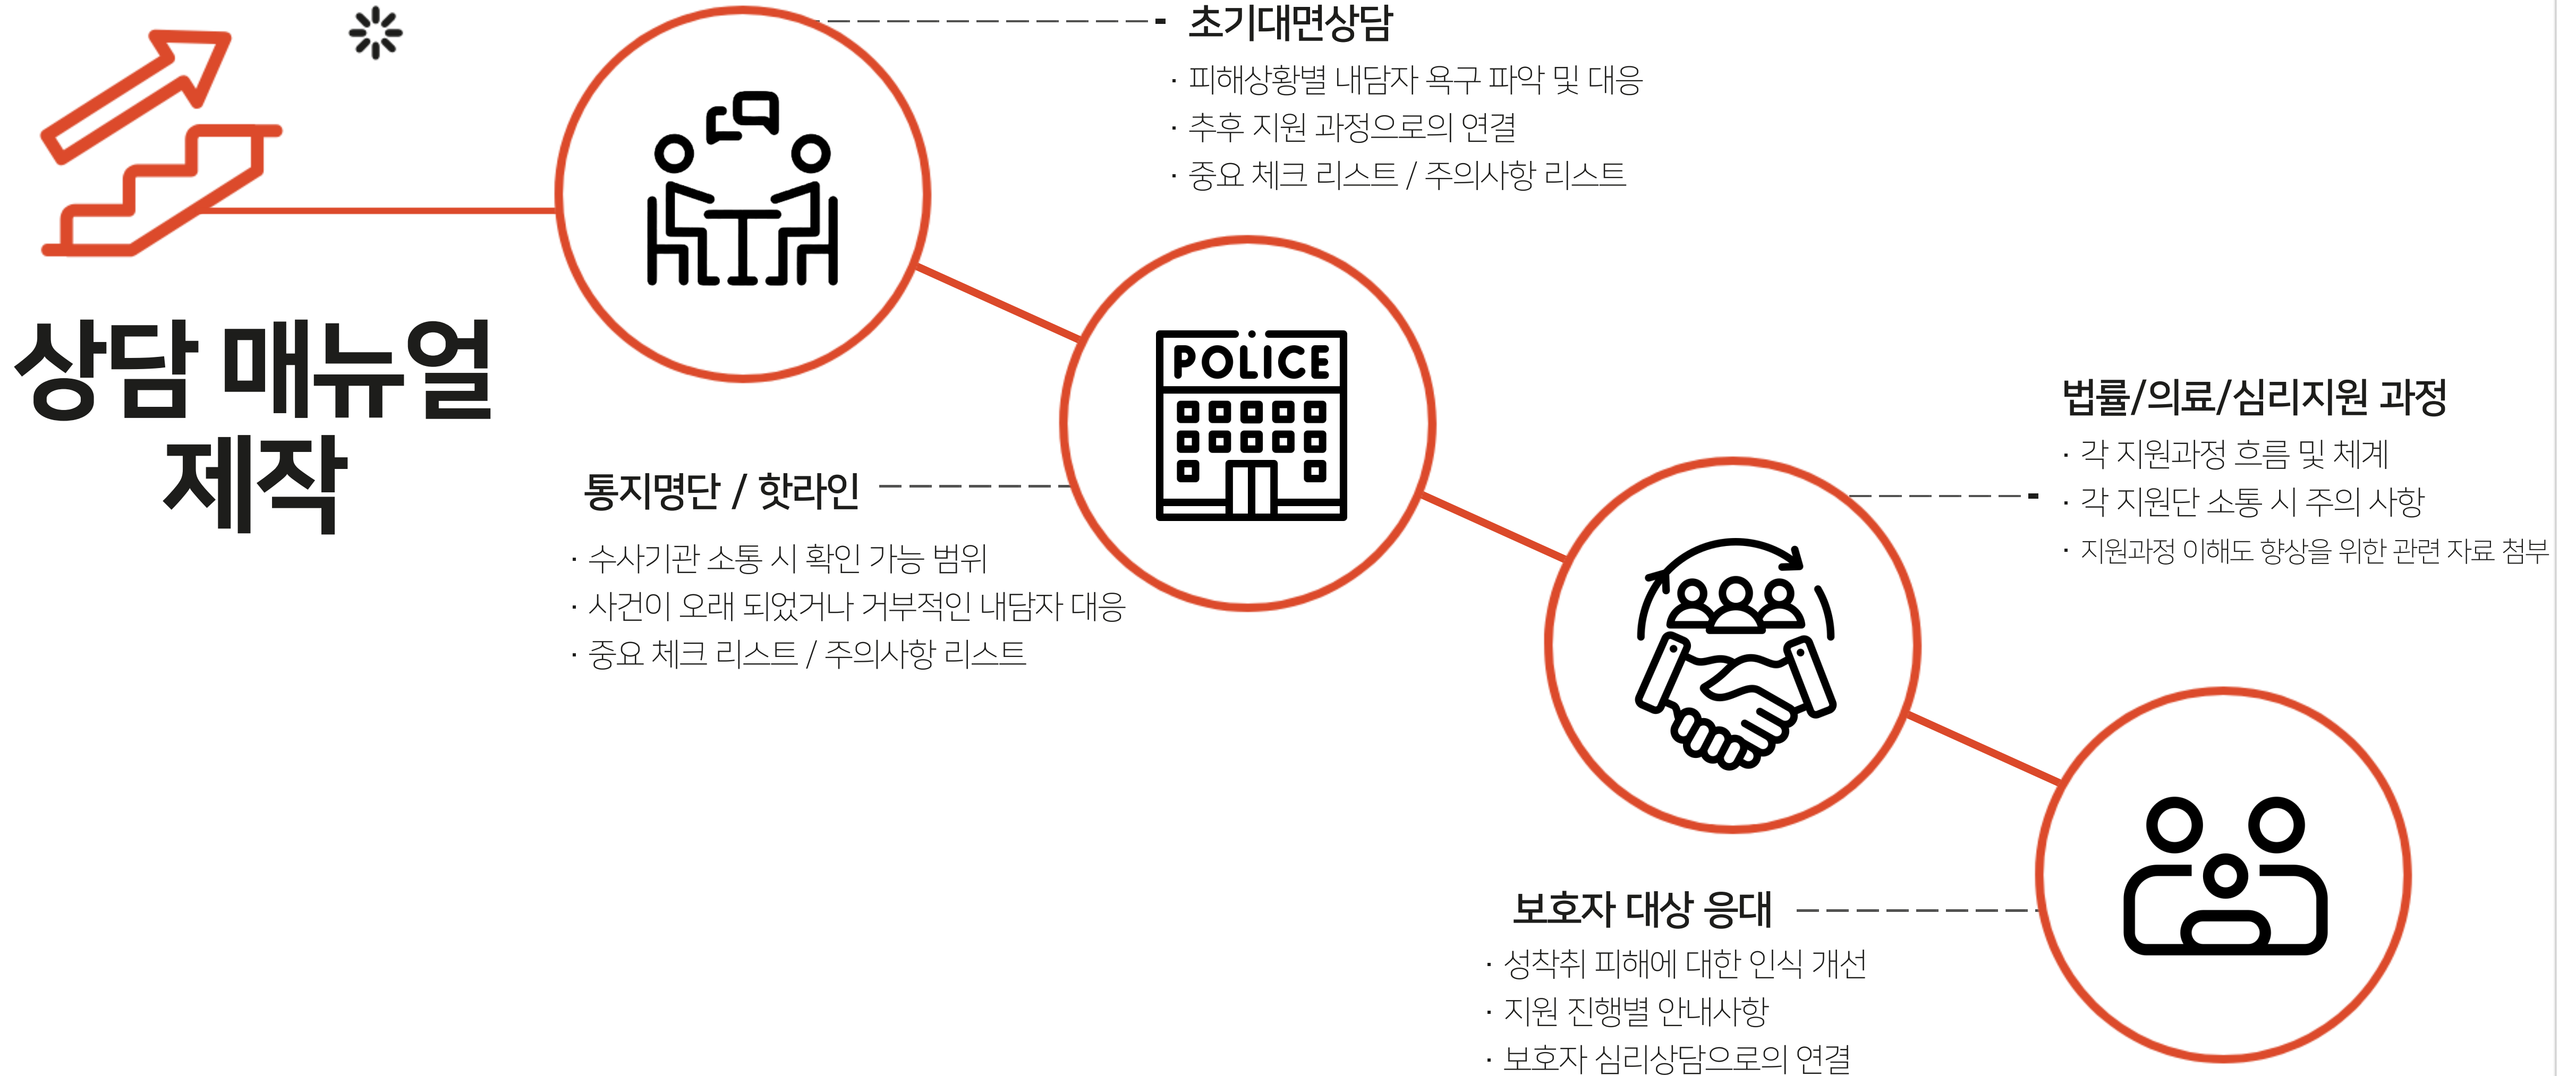 상담 매뉴얼
제작
초기대면상담
· 피해상황별 내담자 욕구 파악 및 대응
· 추후 지원 과정으로의 연결
· 중요 체크 리스트 / 주의사항 리스트
POLICE
통지명단 / 핫라인
· 수사기관 소통 시 확인 가능 범위
· 사건이 오래 되었거나 거부적인 내담자 대응
· 중요 체크 리스트 / 주의사항 리스트
법률/의료/심리지원 과정
· 각 지원과정 흐름 및 체계
· 각 지원단 소통 시 주의 사항
· 지원과정 이해도 향상을 위한 관련 자료 첨부
보호자 대상 응대
· 성착취 피해에 대한 인식 개선
· 지원 진행별 안내사항
· 보호자 심리상담으로의 연결